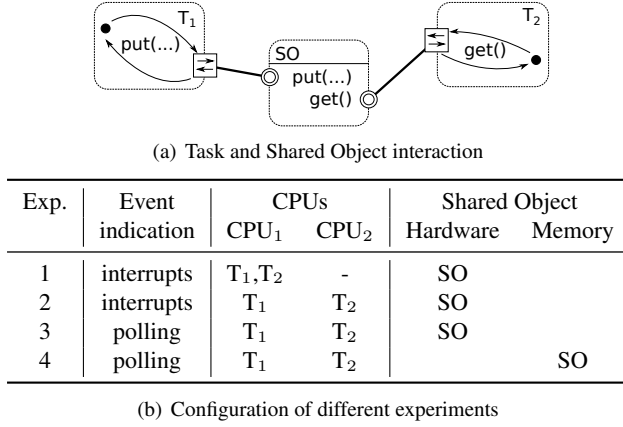 T₁
put(...)
SO
put(...)
get()
T₂
get()
(a) Task and Shared Object interaction
Exp. Event CPUs Shared Object
indication CPU₁ CPU₂ Hardware Memory
1 interrupts T₁,T₂ - SO
2 interrupts T₁ T₂ SO
3 polling T₁ T₂ SO
4 polling T₁ T₂ SO
(b) Configuration of different experiments